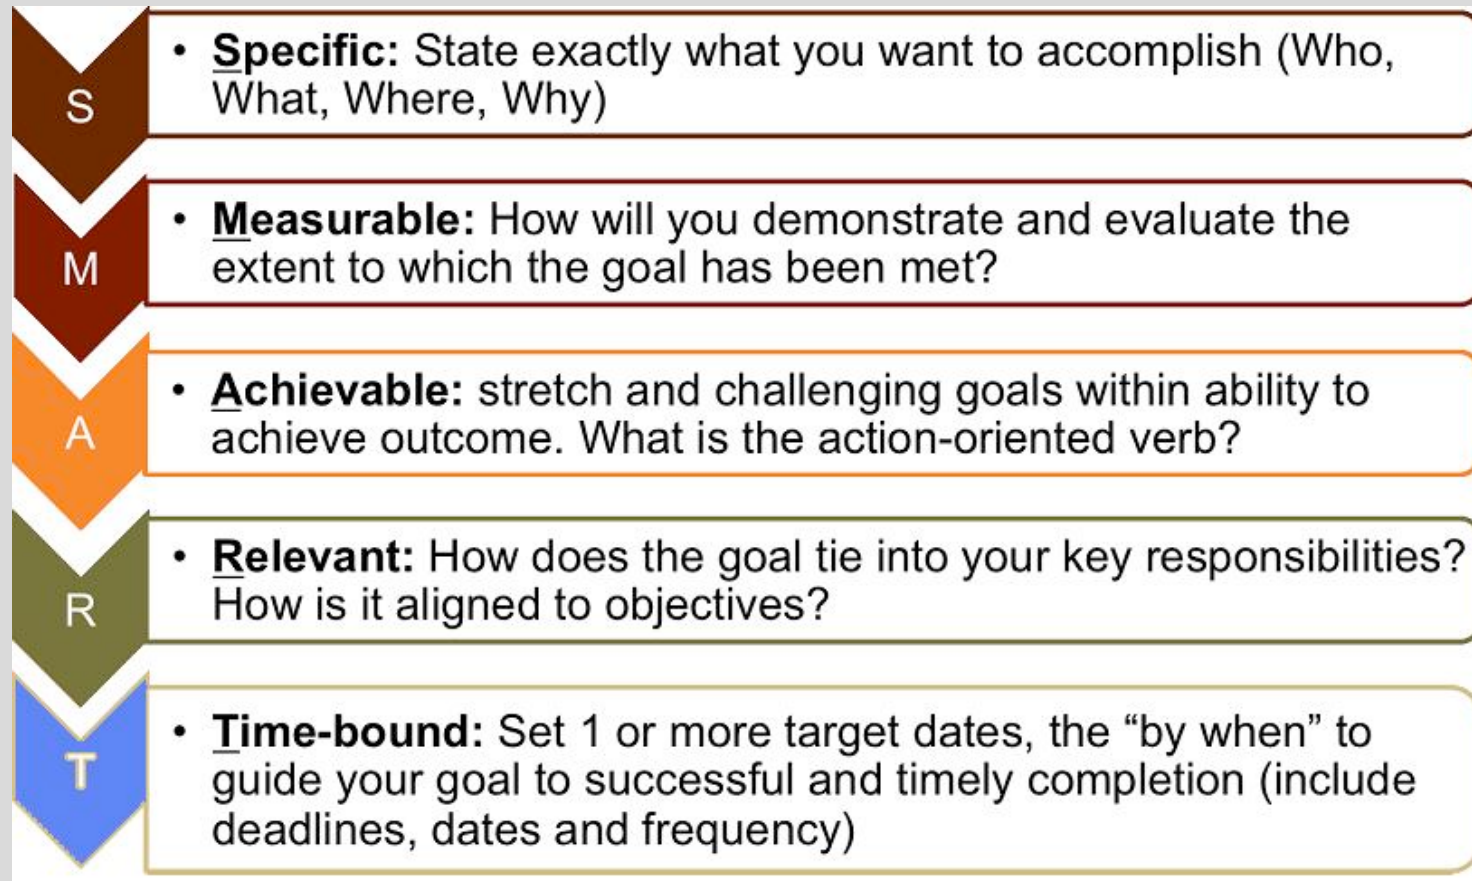 S
• Specific: State exactly what you want to accomplish (Who,
What, Where, Why)
M
• Measurable: How will you demonstrate and evaluate the
extent to which the goal has been met?
A
• Achievable: stretch and challenging goals within ability to
achieve outcome. What is the action-oriented verb?
R
• Relevant: How does the goal tie into your key responsibilities?
How is it aligned to objectives?
T
• Time-bound: Set 1 or more target dates, the “by when” to
guide your goal to successful and timely completion (include
deadlines, dates and frequency)